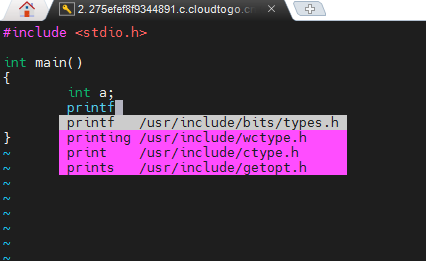 2. 275efef8f9344891.c.cloudtogo.c
#include <stdio.h>
int main()
{
int a;
printf
printf /usr/include/bits/types.h
} printing /usr/include/wctype.h
~ print /usr/include/ctype.h
~ prints /usr/include/getopt.h
~
~
~
~
~
~